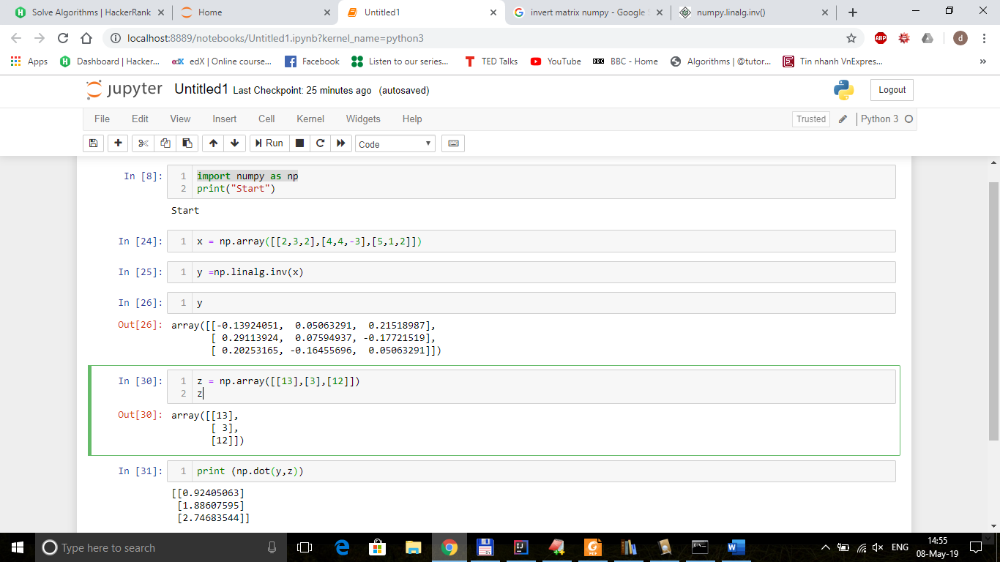 Solve Algorithms | HackerRank
Home
Untitled1
invert matrix numpy - Google S
numpy.linalg.inv()
localhost:8889/notebooks/Untitled1.ipynb?kernel_name=python3
ABP
d
Apps
Dashboard | Hacker...
edX
edX | Online course...
Facebook
Listen to our series...
TED Talks
YouTube
BBC
BBC - Home
Algorithms | @tutor...
Tin nhanh VnExpres...
»
jupyter Untitled1 Last Checkpoint: 25 minutes ago (autosaved)
Logout
File Edit View Insert Cell Kernel Widgets Help
Trusted
Python 3
Run
Code
In [8]: 1 import numpy as np
2 print("Start")
Start
In [24]: 1 x = np.array([[2,3,2],[4,4,-3],[5,1,2]])
In [25]: 1 y =np.linalg.inv(x)
In [26]: 1 y
Out[26]: array([[-0.13924051, 0.05063291, 0.21518987],
[ 0.29113924, 0.07594937, -0.17721519],
[ 0.20253165, -0.16455696, 0.05063291]])
In [30]: 1 z = np.array([[13],[3],[12]])
2 z
Out[30]: array([[13],
[ 3],
[12]])
In [31]: 1 print (np.dot(y,z))
[[0.92405063]
[1.88607595]
[2.74683544]]
Type here to search
ENG
14:55
08-May-19